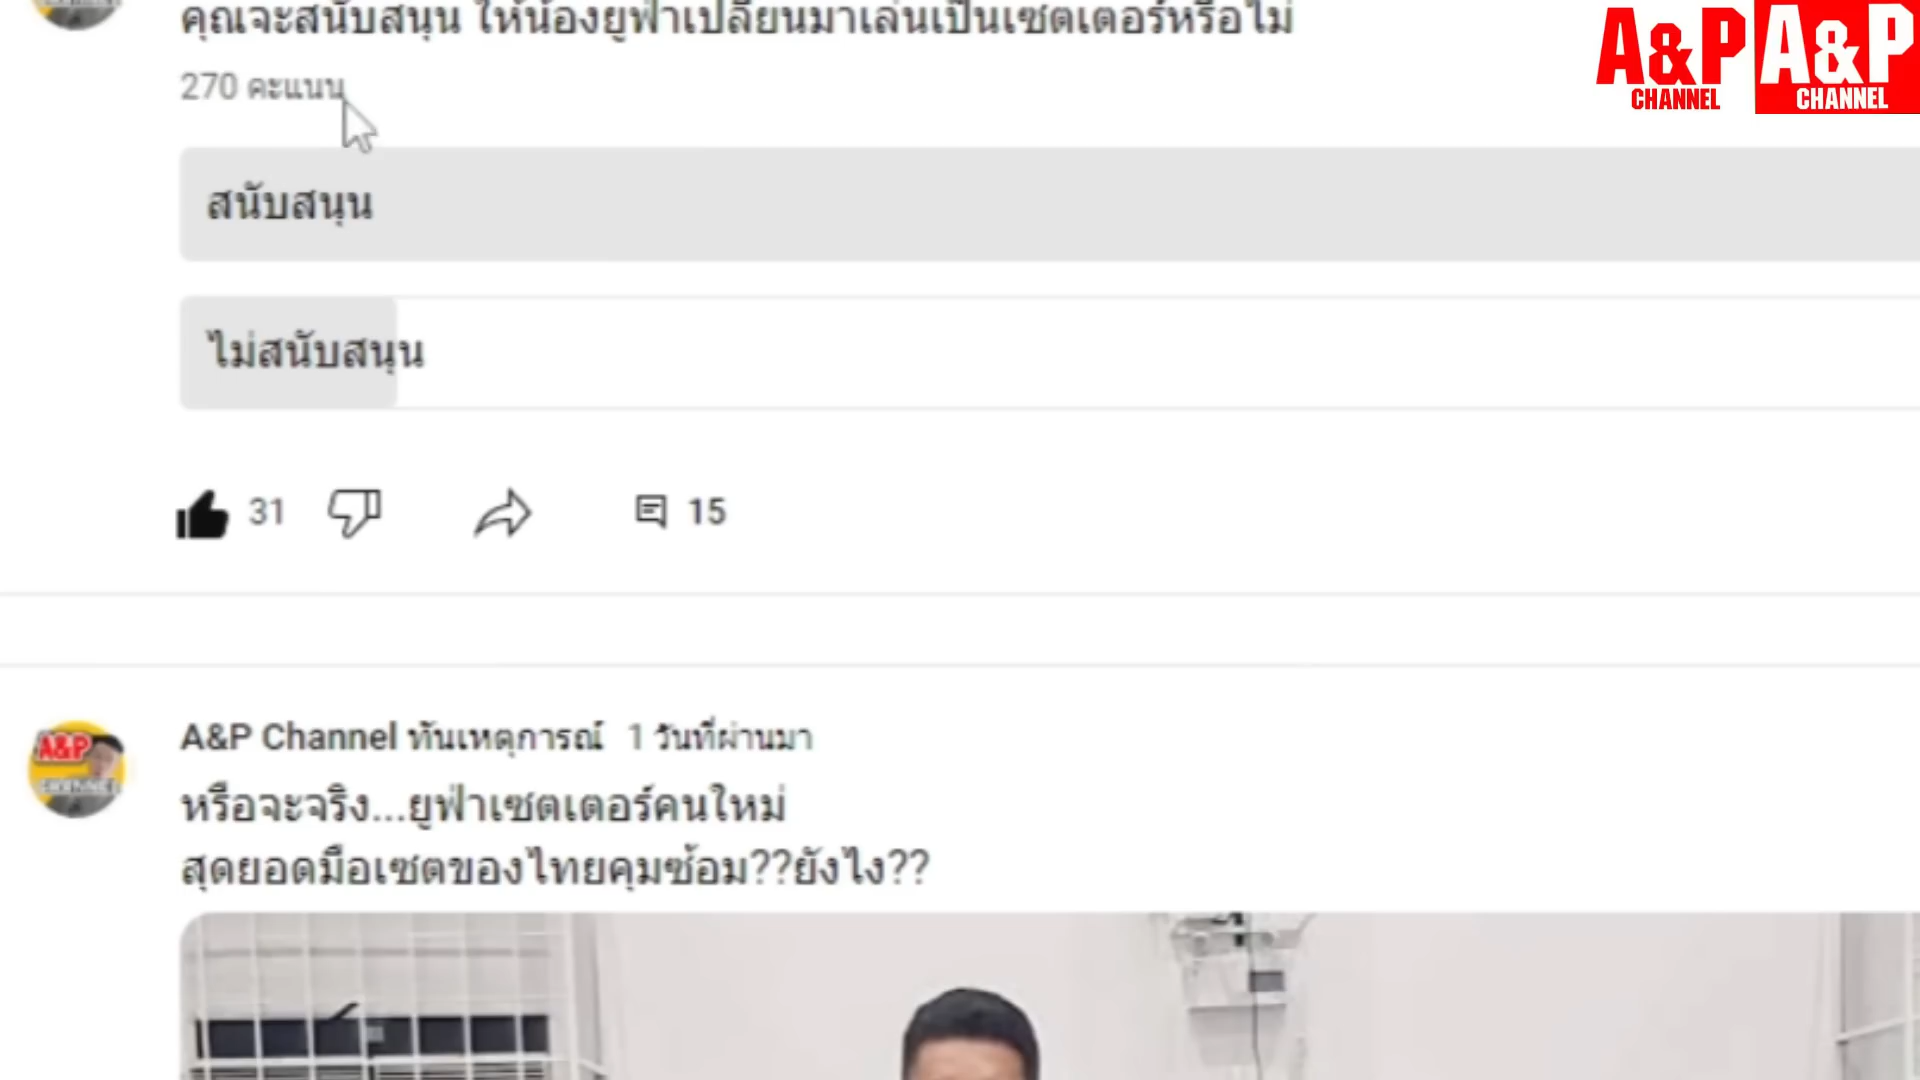 คุณจะสนับสนุน ให้น้องยูฟ่าเปลี่ยนมาเล่นเป็นเซตเตอร์หรือไม่
A&P A&P
CHANNEL CHANNEL
270 คะแนน
สนับสนุน
ไม่สนับสนุน
31 15
A&P Channel ทันเหตุการณ์ 1 วันที่ผ่านมา
A&P
หรือจะจริง...ยูฟ่าเซตเตอร์คนใหม่
สุดยอดมือเซตของไทยคุมซ้อม??ยังไง??